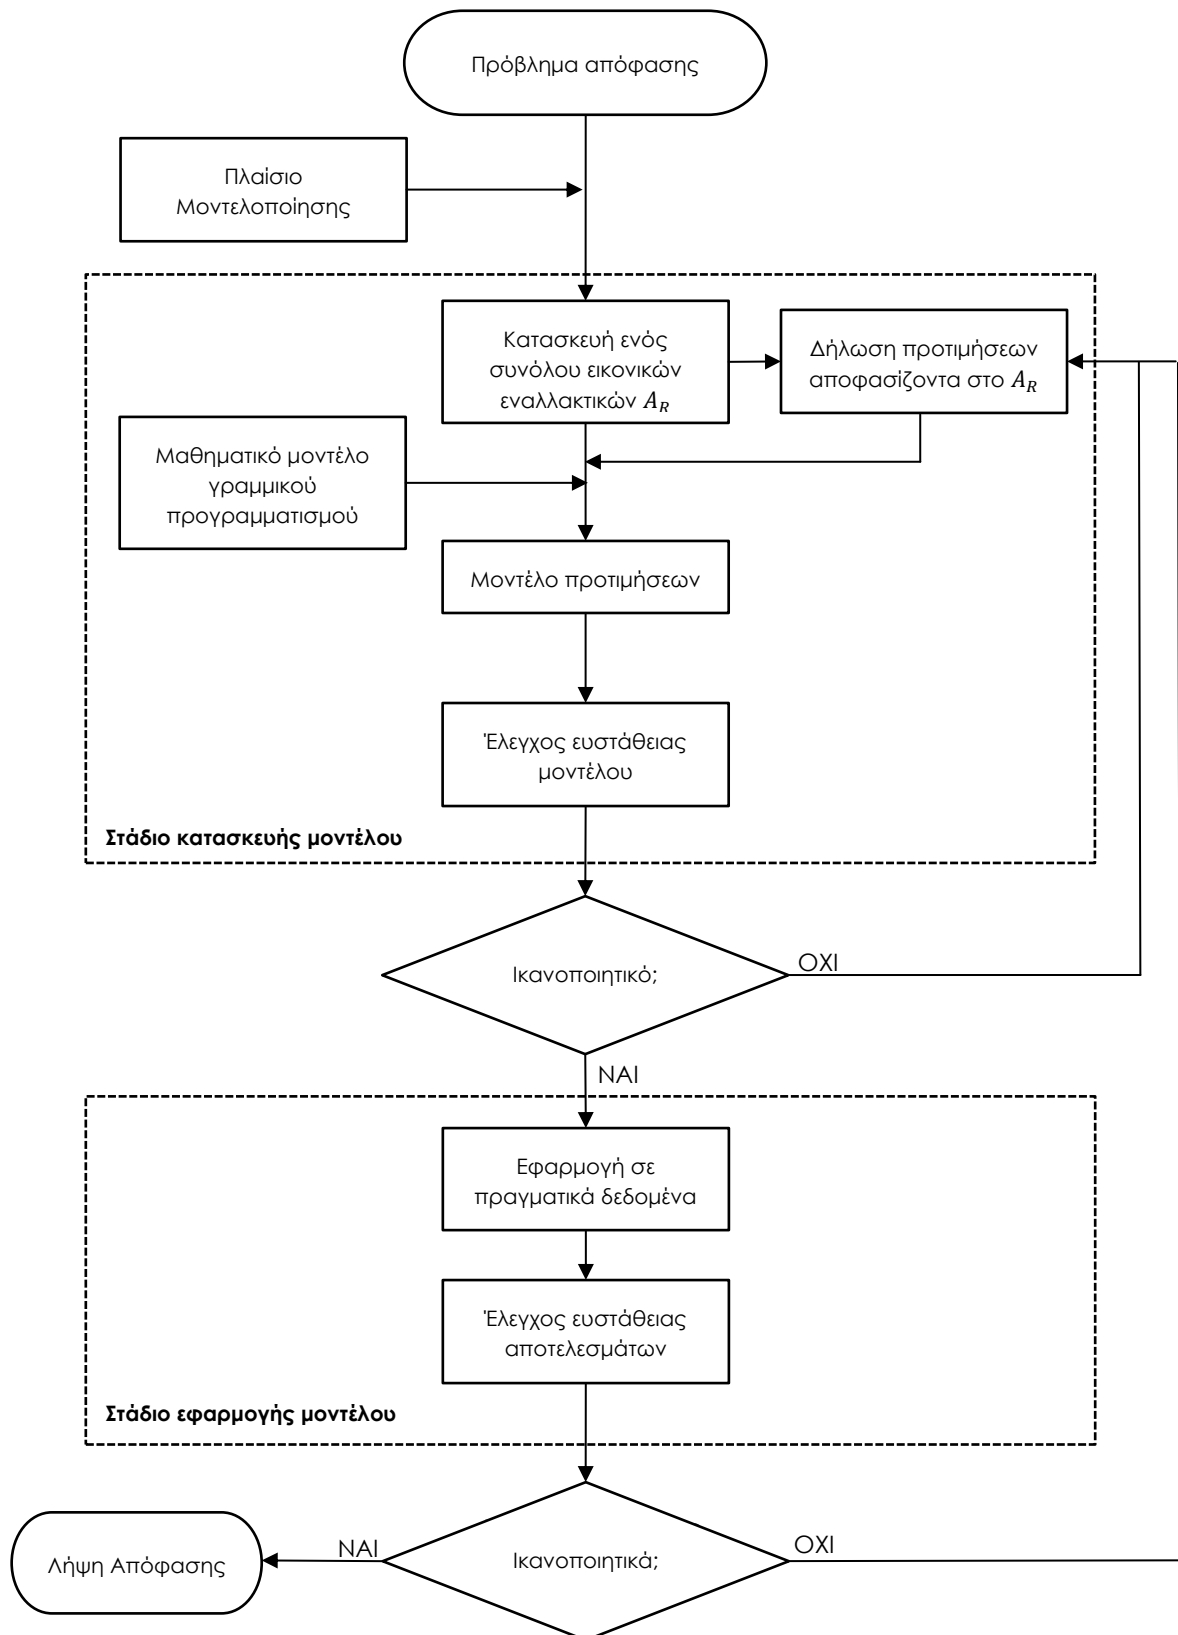 Πρόβλημα απόφασης
Πλαίσιο
Μοντελοποίησης
Κατασκευή ενός
συνόλου εικονικών
εναλλακτικών A_R
Δήλωση προτιμήσεων
αποφασίζοντα στο A_R
Μαθηματικό μοντέλο
γραμμικού
προγραμματισμού
Μοντέλο προτιμήσεων
Έλεγχος ευστάθειας
μοντέλου
Στάδιο κατασκευής μοντέλου
Ικανοποιητικό;
ΟΧΙ
ΝΑΙ
Εφαρμογή σε
πραγματικά δεδομένα
Έλεγχος ευστάθειας
αποτελεσμάτων
Στάδιο εφαρμογής μοντέλου
Λήψη Απόφασης
ΝΑΙ
Ικανοποιητικά;
ΟΧΙ